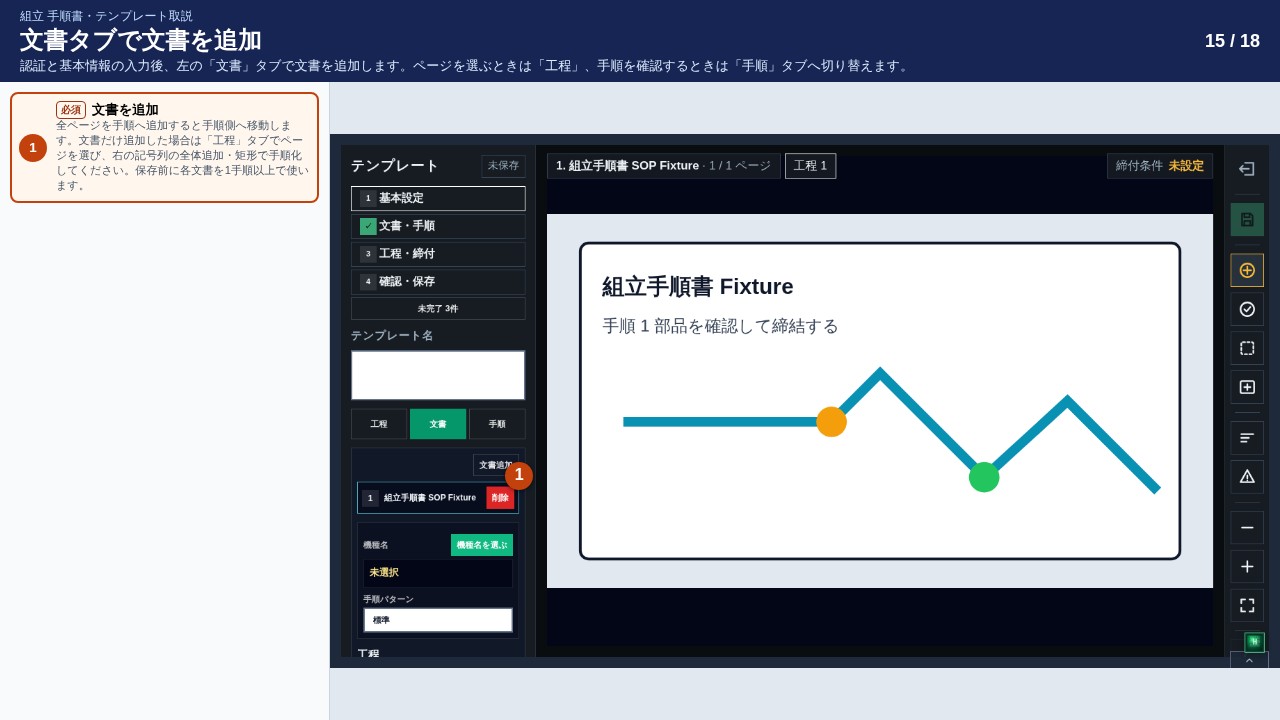 組立 手順書・テンプレート取説
文書タブで文書を追加
15 / 18
認証と基本情報の入力後、左の「文書」タブで文書を追加します。ページを選ぶときは「工程」、手順を確認するときは「手順」タブへ切り替えます。
1
必須 文書を追加
全ページを手順へ追加すると手順側へ移動しま
す。文書だけ追加した場合は「工程」タブでペー
ジを選び、右の記号列の全体追加・矩形で手順化
してください。保存前に各文書を1手順以上で使い
ます。
テンプレート
未保存
1 基本設定
✓ 文書・手順
3 工程・締付
4 確認・保存
未完了 3件
テンプレート名
工程 文書 手順
文書追加
1
1 組立手順書 SOP Fixture 削除
機種名 機種名を選ぶ
未選択
手順パターン
標準
工程
1. 組立手順書 SOP Fixture · 1 / 1 ページ 工程 1
締付条件 未設定
組立手順書 Fixture
手順 1 部品を確認して締結する